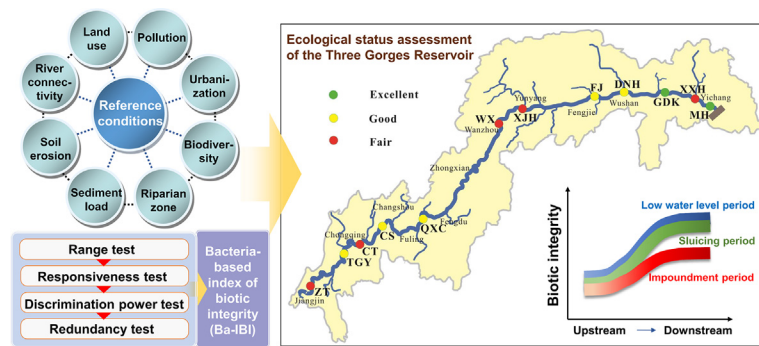 Land
use
Pollution
River
connec-
tivity
Urbani-
zation
Reference
conditions
Soil
erosion
Biodiver-
sity
Sediment
load
Riparian
zone
Range test
Responsiveness test
Discrimination power test
Redundancy test
Bacteria-
based
index of
biotic
integrity
(Ba-IBI)
Ecological status assessment
of the Three Gorges Reservoir
Excellent
Good
Fair
WX
Wanzhou
Yunyang
XJH
FJ
Fengjie
DNH
Wushan
GDK
XXH
Yichang
MH
Zhongxian
Changshou
Fengdu
QXC
Fuling
CS
Chongqing
CT
TGY
ZT
Jiangjin
Biotic integrity
Low water level period
Sluicing period
Impoundment period
Upstream → Downstream